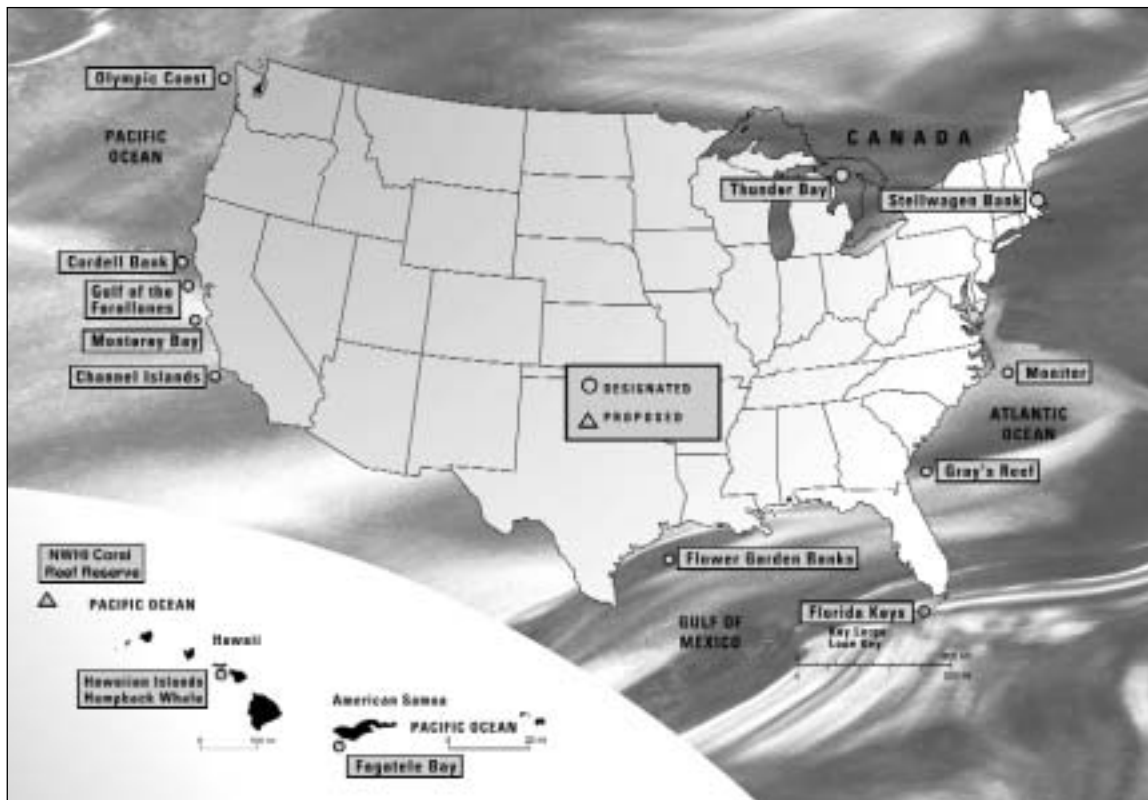 Olympic Coast
PACIFIC
OCEAN
CANADA
Thunder Bay
Stellwagen Bank
Cordell Bank
Gulf of the
Farallones
Monterey Bay
Channel Islands
DESIGNATED
PROPOSED
Monitor
ATLANTIC
OCEAN
Gray's Reef
Flower Garden Banks
GULF OF
MEXICO
Florida Keys
Key Largo
Looe Key
NWHI Coral
Reef Reserve
PACIFIC OCEAN
Hawaii
Hawaiian Islands
Humpback Whale
American Samoa
PACIFIC OCEAN
Fagatele Bay